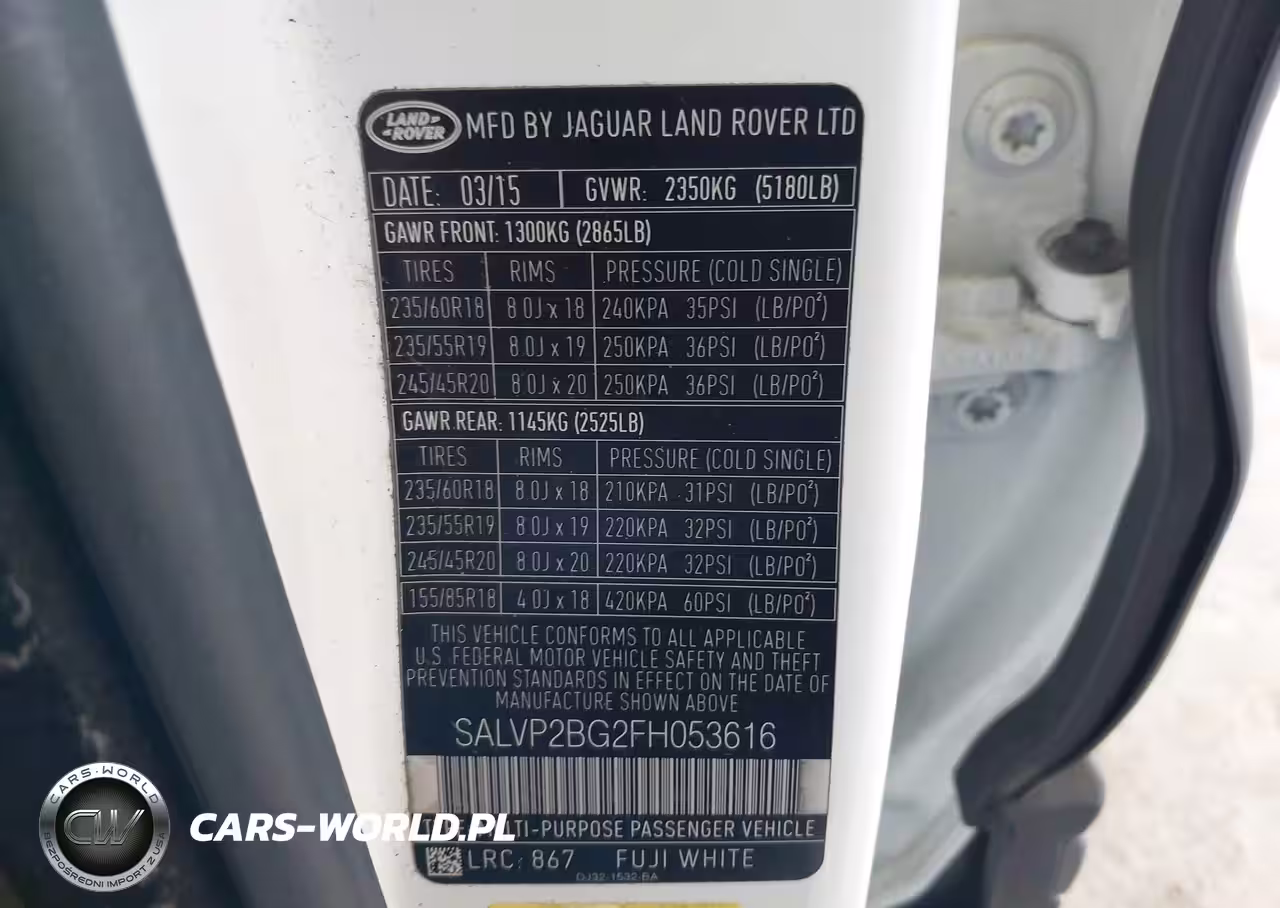 LAND ROVER MFD BY JAGUAR LAND ROVER LTD
DATE: 03/15 GVWR: 2350KG (5180LB)
GAWR FRONT: 1300KG (2865LB)
TIRES RIMS PRESSURE (COLD SINGLE)
235/60R18 8.0J x 18 240KPA 35PSI (LB/PO²)
235/55R19 8.0J x 19 250KPA 36PSI (LB/PO²)
245/45R20 8.0J x 20 250KPA 36PSI (LB/PO²)
GAWR REAR: 1145KG (2525LB)
TIRES RIMS PRESSURE (COLD SINGLE)
235/60R18 8.0J x 18 210KPA 31PSI (LB/PO²)
235/55R19 8.0J x 19 220KPA 32PSI (LB/PO²)
245/45R20 8.0J x 20 220KPA 32PSI (LB/PO²)
155/85R18 4.0J x 18 420KPA 60PSI (LB/PO²)
THIS VEHICLE CONFORMS TO ALL APPLICABLE
U.S. FEDERAL MOTOR VEHICLE SAFETY AND THEFT
PREVENTION STANDARDS IN EFFECT ON THE DATE OF
MANUFACTURE SHOWN ABOVE
SALVP2BG2FH053616
-PURPOSE PASSENGER VEHICLE
LRC: 867 FUJI WHITE
DJ32-1532-BA
CARS-WORLD
CW
BEZPOŚREDNI IMPORT Z USA
CARS-WORLD.PL